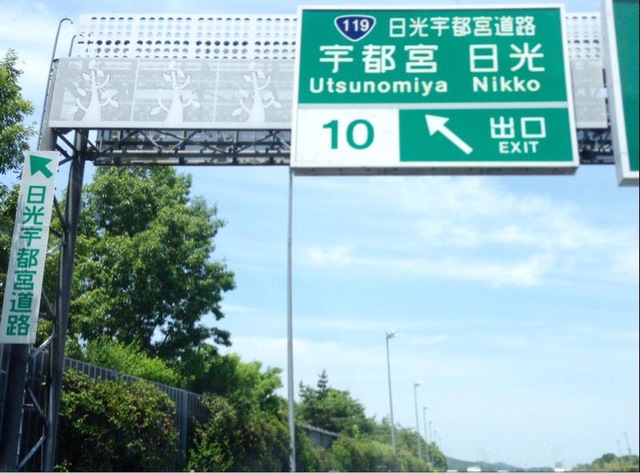 119 日光宇都宮道路
宇都宮 日光
Utsunomiya Nikko
10 出口
EXIT
日光宇都宮道路